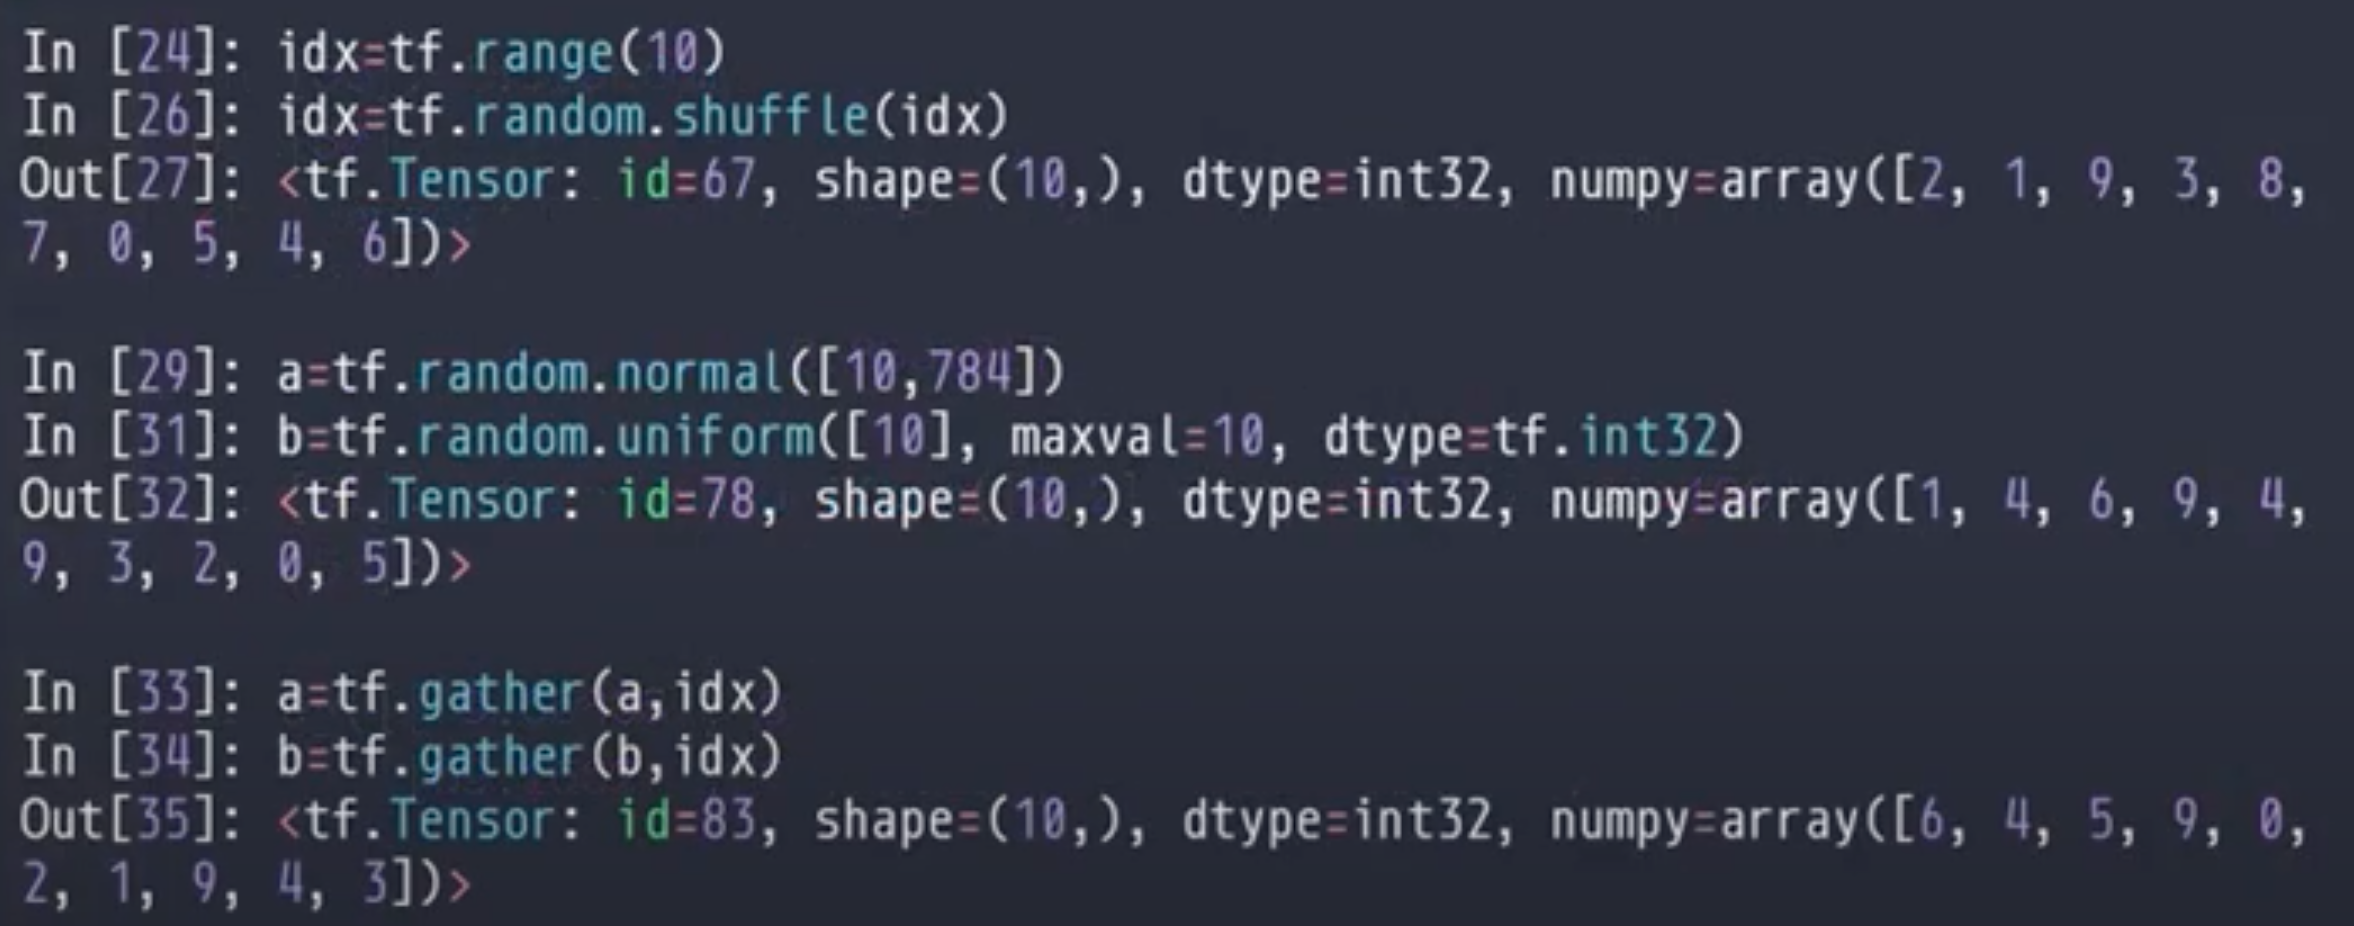 In [24]: idx=tf.range(10)
In [26]: idx=tf.random.shuffle(idx)
Out[27]: <tf.Tensor: id=67, shape=(10,), dtype=int32, numpy=array([2, 1, 9, 3, 8,
7, 0, 5, 4, 6])>
In [29]: a=tf.random.normal([10,784])
In [31]: b=tf.random.uniform([10], maxval=10, dtype=tf.int32)
Out[32]: <tf.Tensor: id=78, shape=(10,), dtype=int32, numpy=array([1, 4, 6, 9, 4,
9, 3, 2, 0, 5])>
In [33]: a=tf.gather(a,idx)
In [34]: b=tf.gather(b,idx)
Out[35]: <tf.Tensor: id=83, shape=(10,), dtype=int32, numpy=array([6, 4, 5, 9, 0,
2, 1, 9, 4, 3])>